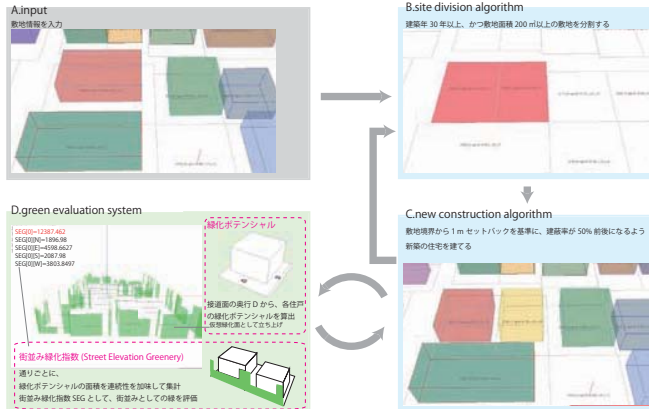 A.input
敷地情報を入力
B.site division algorithm
建築年 30 年以上、かつ敷地面積 200 ㎡以上の敷地を分割する
D.green evaluation system
SEG[0]=12387.462
SEG[0][N]=1896.98
SEG[0][E]=4598.6627
SEG[0][S]=2087.98
SEG[0][W]=3803.8497
緑化ポテンシャル
接道面の奥行 D から、各住戸
の緑化ポテンシャルを算出
仮想緑化面として立ち上げ
街並み緑化指数 (Street Elevation Greenery)
通りごとに、
緑化ポテンシャルの面積を連続性を加味して集計
街並み緑化指数 SEG として、街並みとしての緑を評価
C.new construction algorithm
敷地境界から 1 m セットバックを基準に、建蔽率が 50% 前後になるよう
新築の住宅を建てる